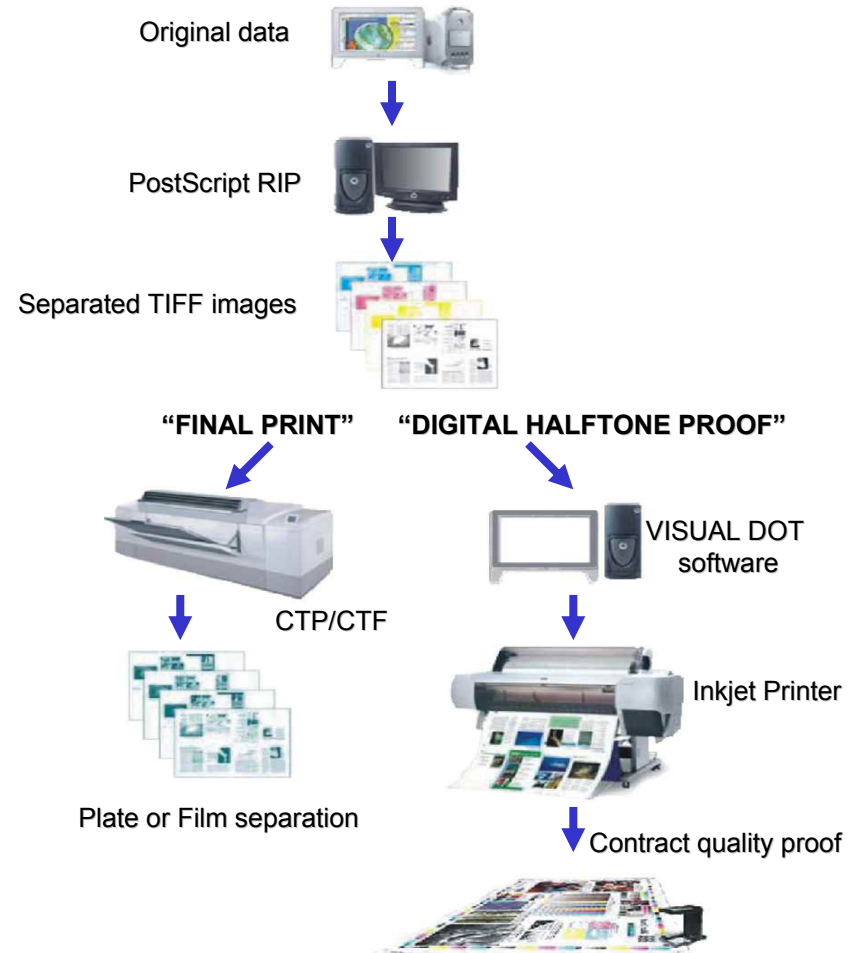 Original data
PostScript RIP
Separated TIFF images
“FINAL PRINT”
“DIGITAL HALFTONE PROOF”
CTP/CTF
Plate or Film separation
VISUAL DOT
software
Inkjet Printer
Contract quality proof